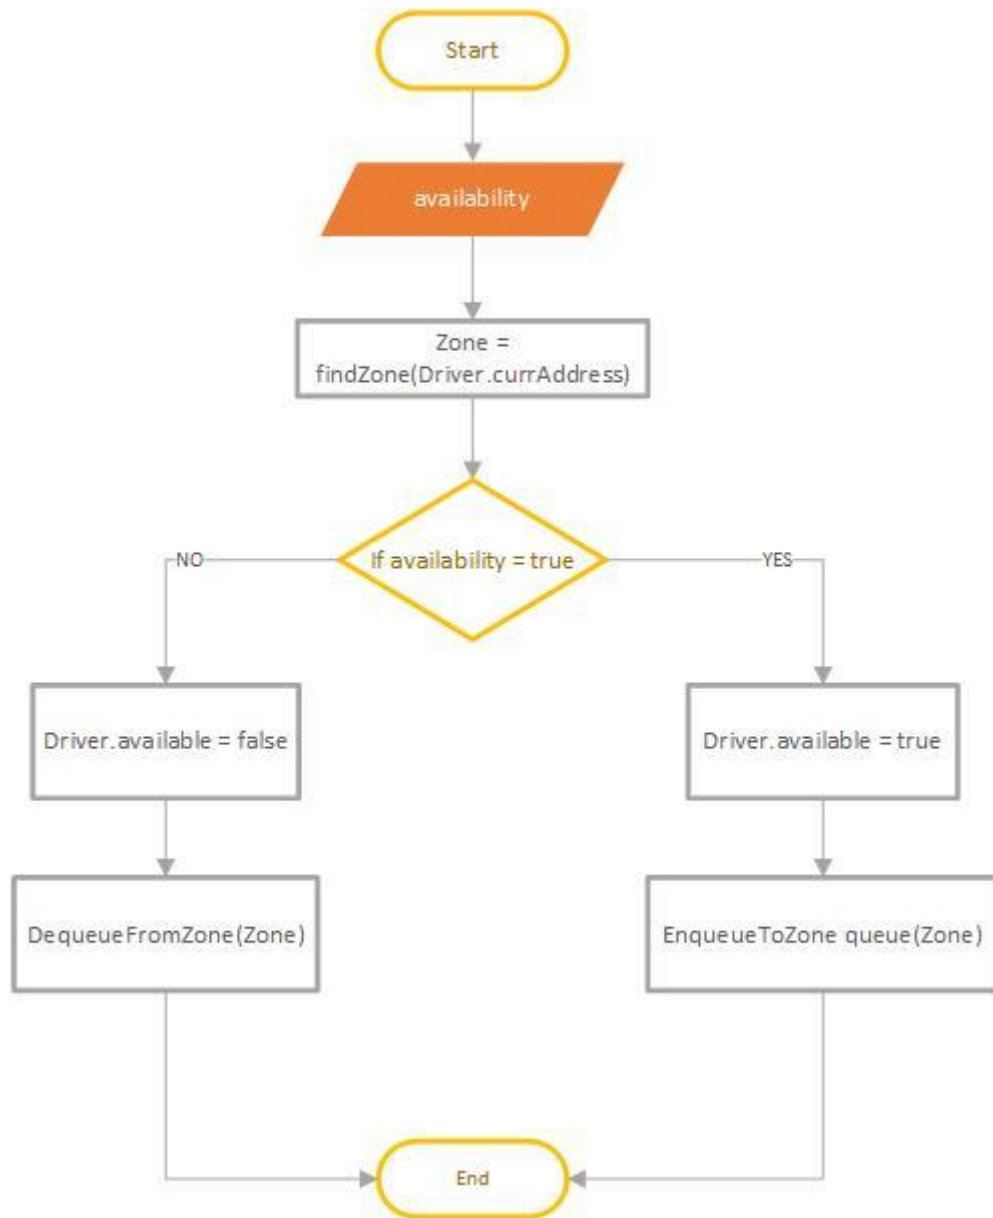 Start
availability
Zone =
findZone(Driver.currAddress)
If availability = true
NO
YES
Driver.available = false
Driver.available = true
DequeueFromZone(Zone)
EnqueueToZone queue(Zone)
End